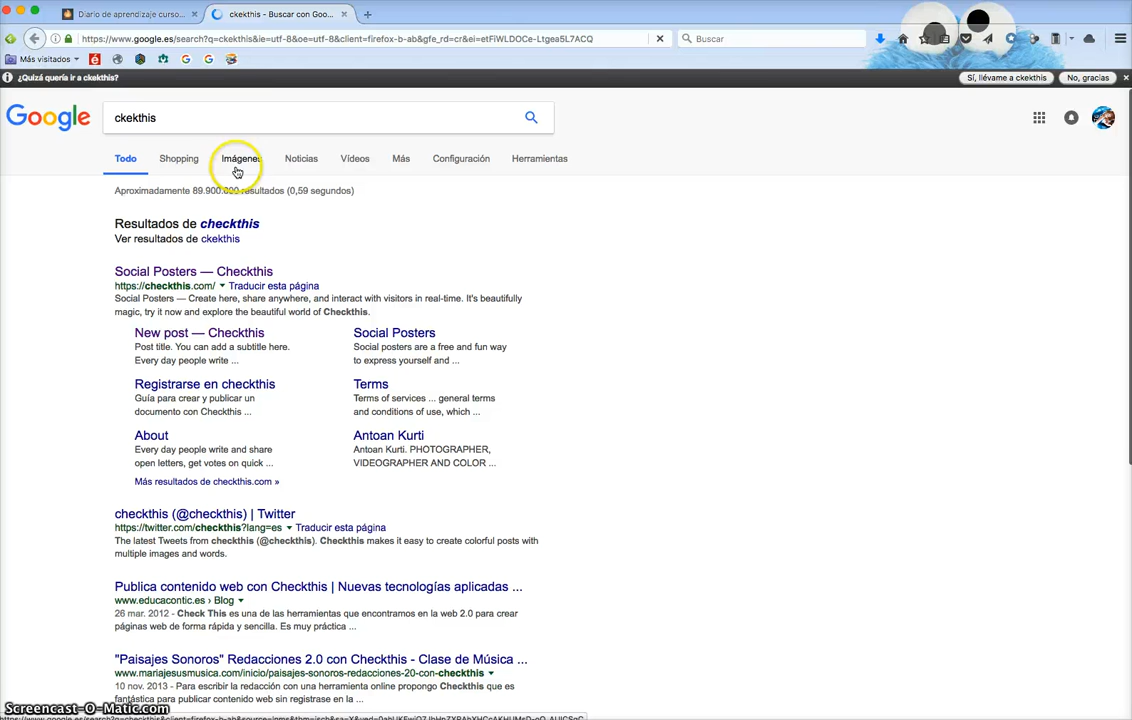 Diario de aprendizaje curso...
ckekthis - Buscar con Goo...
https://www.google.es/search?q=ckekthis&ie=utf-8&oe=utf-8&client=firefox-b-ab&gfe_rd=cr&ei=etFiWLDOCe-Ltgea5L7ACQ
Buscar
Más visitados
¿Quizá quería ir a ckekthis?
Sí, llévame a ckekthis
No, gracias
Google
ckekthis
Todo
Shopping
Imágenes
Noticias
Vídeos
Más
Configuración
Herramientas
Aproximadamente 89.900.000 resultados (0,59 segundos)
Resultados de checkthis
Ver resultados de ckekthis
Social Posters — Checkthis
https://checkthis.com/ Traducir esta página
Social Posters — Create here, share anywhere, and interact with visitors in real-time. It's beautifully
magic, try it now and explore the beautiful world of Checkthis.
New post — Checkthis
Post title. You can add a subtitle here.
Every day people write ...
Social Posters
Social posters are a free and fun way
to express yourself and ...
Registrarse en checkthis
Guía para crear y publicar un
documento con Checkthis ...
Terms
Terms of services ... general terms
and conditions of use, which ...
About
Every day people write and share
open letters, get votes on quick ...
Antoan Kurti
Antoan Kurti. PHOTOGRAPHER,
VIDEOGRAPHER AND COLOR ...
Más resultados de checkthis.com »
checkthis (@checkthis) | Twitter
https://twitter.com/checkthis?lang=es Traducir esta página
The latest Tweets from checkthis (@checkthis). Checkthis makes it easy to create colorful posts with
multiple images and words.
Publica contenido web con Checkthis | Nuevas tecnologías aplicadas ...
www.educacontic.es › Blog
26 mar. 2012 - Check This es una de las herramientas que encontramos en la web 2.0 para crear
páginas web de forma rápida y sencilla. Es muy práctica ...
"Paisajes Sonoros" Redacciones 2.0 con Checkthis - Clase de Música ...
www.mariajesusmusica.com/inicio/paisajes-sonoros-redacciones-20-con-checkthis
10 nov. 2013 - Para escribir la redacción con una herramienta online propongo Checkthis que es
fantástica para publicar contenido web sin registrarse en la ...
Screencast-O-Matic.com